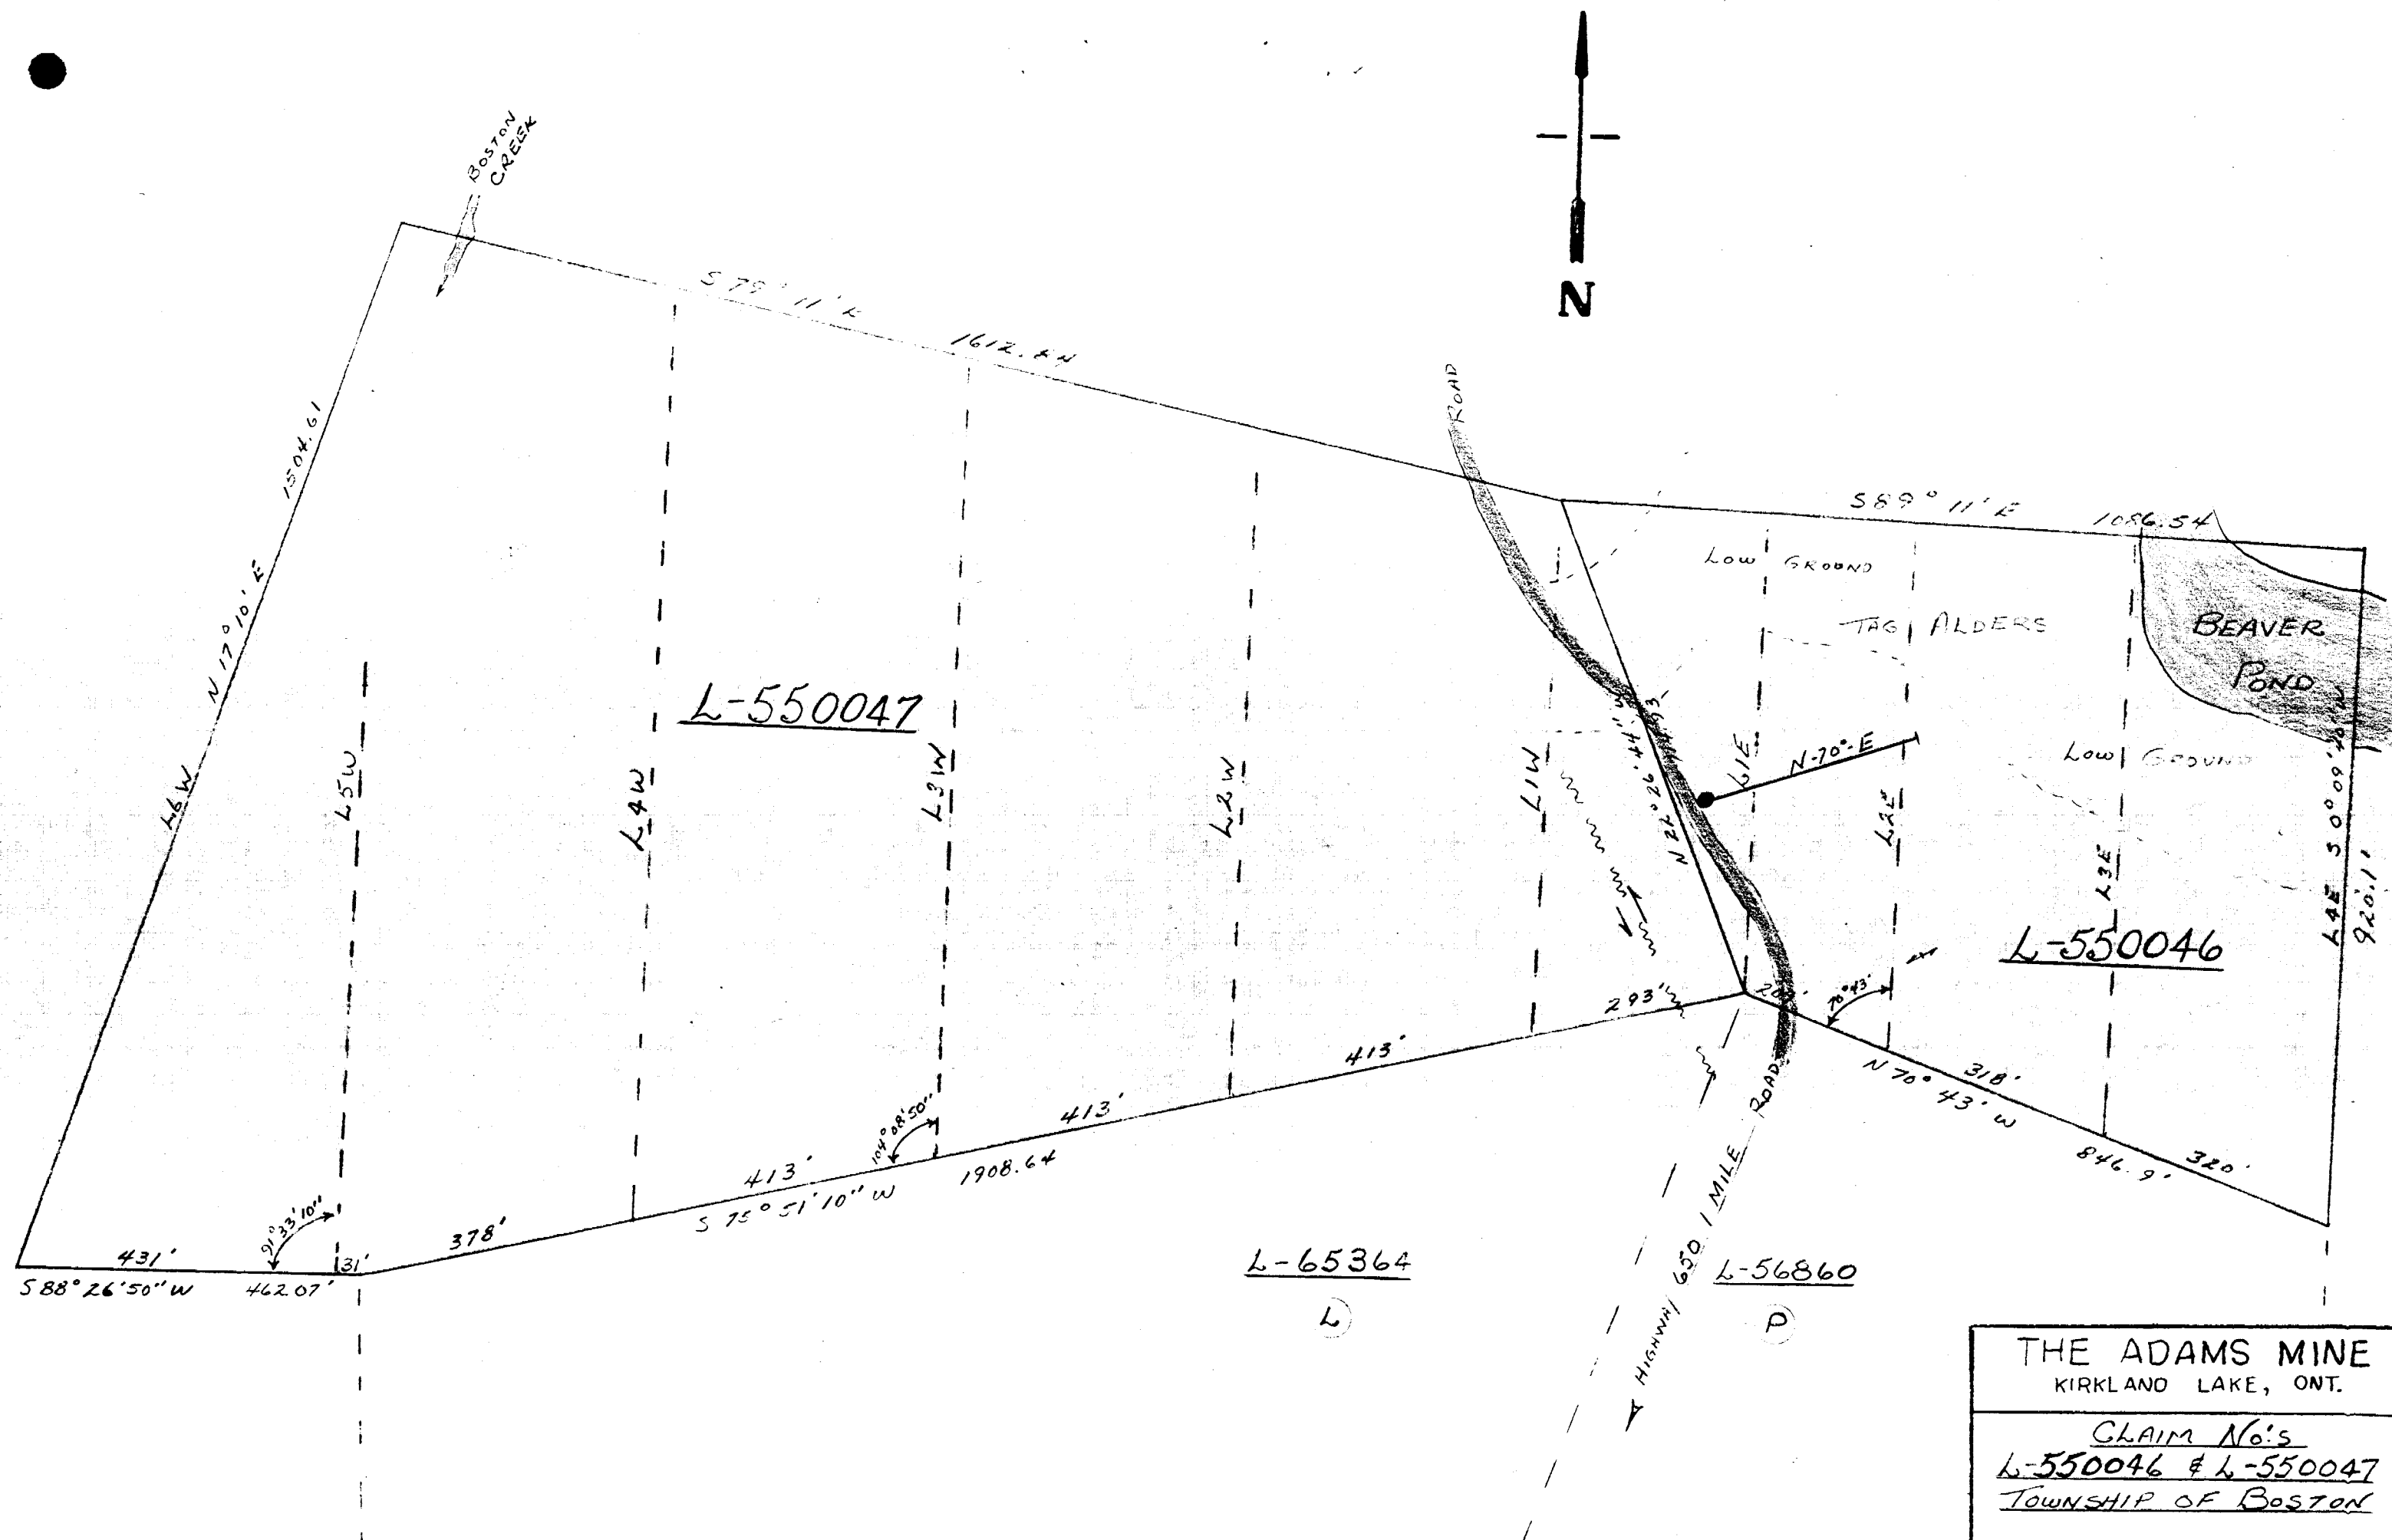 BOSTON
CREEK
N
S 79° 11' E
1612.84
ROAD
1504.61
N 17° 10' E
L6W
L5W
L4W
L3W
L2W
L1W
L1E
L2E
L3E
L4E S 0° 09' 40" W
920.11
L-550047
S 89° 11' E
1086.54
LOW GROUND
TAG ALDERS
BEAVER
POND
N-70°-E
LOW GROUND
L-550046
70° 43'
293'
413'
413'
413'
378'
104° 08' 50"
S 75° 51' 10" W
1908.64
91° 33' 10"
431'
31'
S 88° 26' 50" W
462.07'
318'
N 70° 43' W
846.9'
320'
ROAD
HIGHWAY 650 1 MILE
L-65364
L
L-56860
P
THE ADAMS MINE
KIRKLAND LAKE, ONT.
CLAIM No's
L-550046 & L-550047
TOWNSHIP OF BOSTON